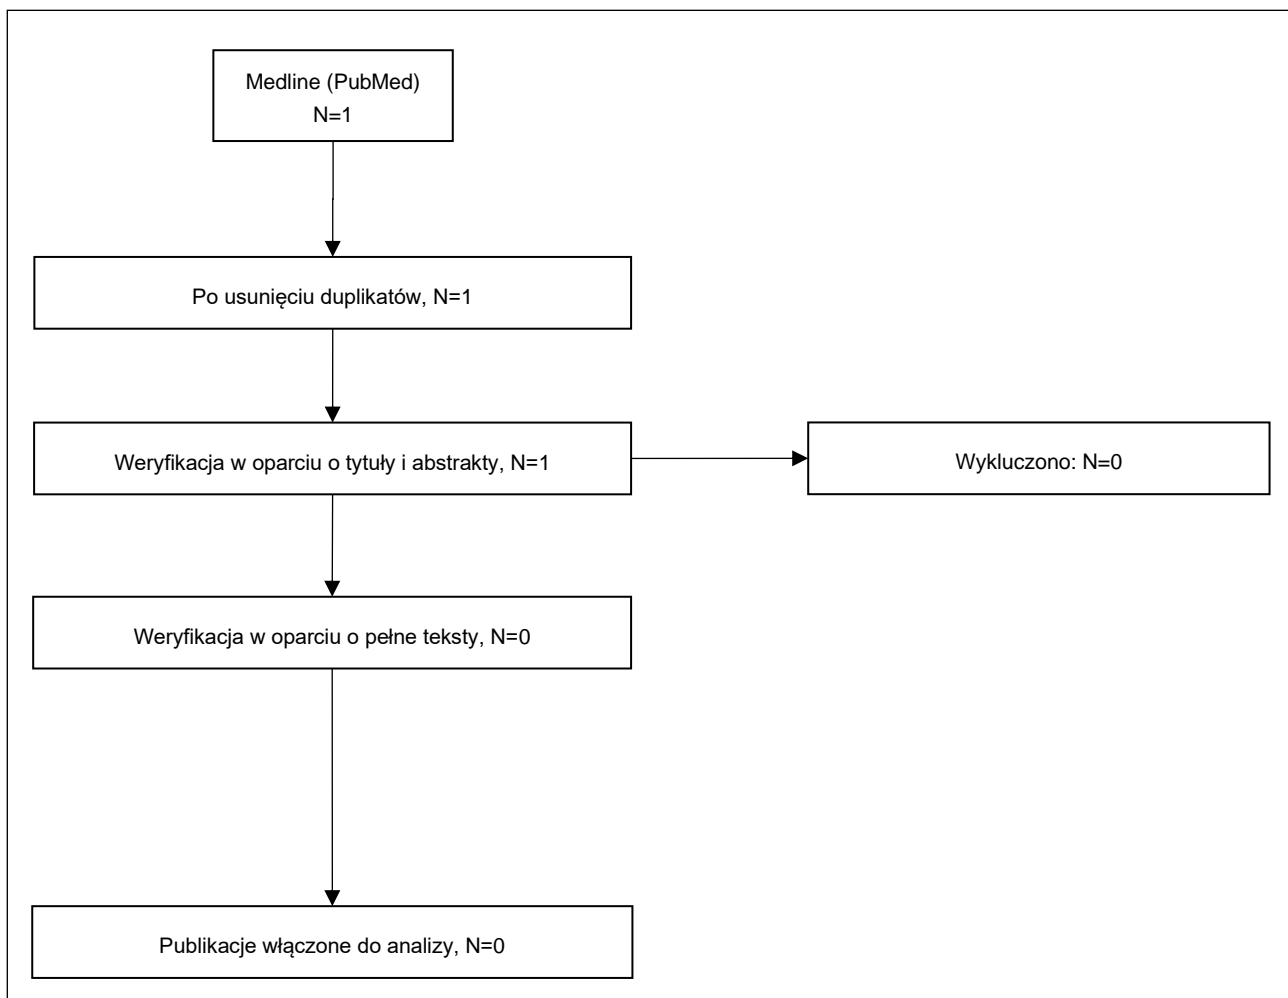 Medline (PubMed)
N=1
Po usunięciu duplikatów, N=1
Weryfikacja w oparciu o tytuły i abstrakty, N=1
Wykluczono: N=0
Weryfikacja w oparciu o pełne teksty, N=0
Publikacje włączone do analizy, N=0